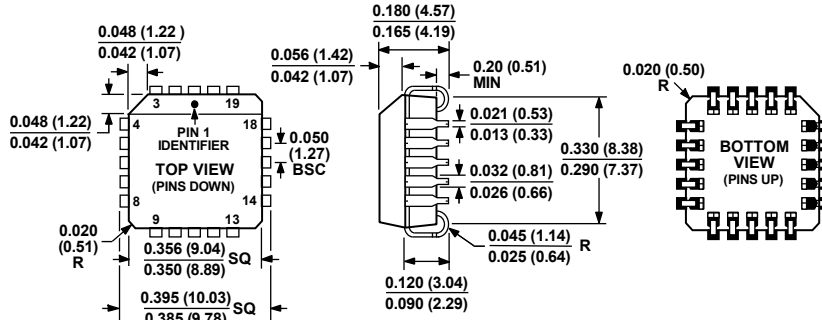 0.048 (1.22)
0.042 (1.07)
0.048 (1.22)
0.042 (1.07)
3
19
4
18
PIN 1
IDENTIFIER
TOP VIEW
(PINS DOWN)
8
14
9
13
0.050
(1.27)
BSC
0.020
(0.51)
R
0.356 (9.04)
0.350 (8.89)
SQ
0.395 (10.03)
0.385 (9.78)
SQ
0.180 (4.57)
0.165 (4.19)
0.056 (1.42)
0.042 (1.07)
0.20 (0.51)
MIN
0.021 (0.53)
0.013 (0.33)
0.032 (0.81)
0.026 (0.66)
0.330 (8.38)
0.290 (7.37)
0.045 (1.14)
0.025 (0.64)
R
0.120 (3.04)
0.090 (2.29)
0.020 (0.50)
R
BOTTOM
VIEW
(PINS UP)